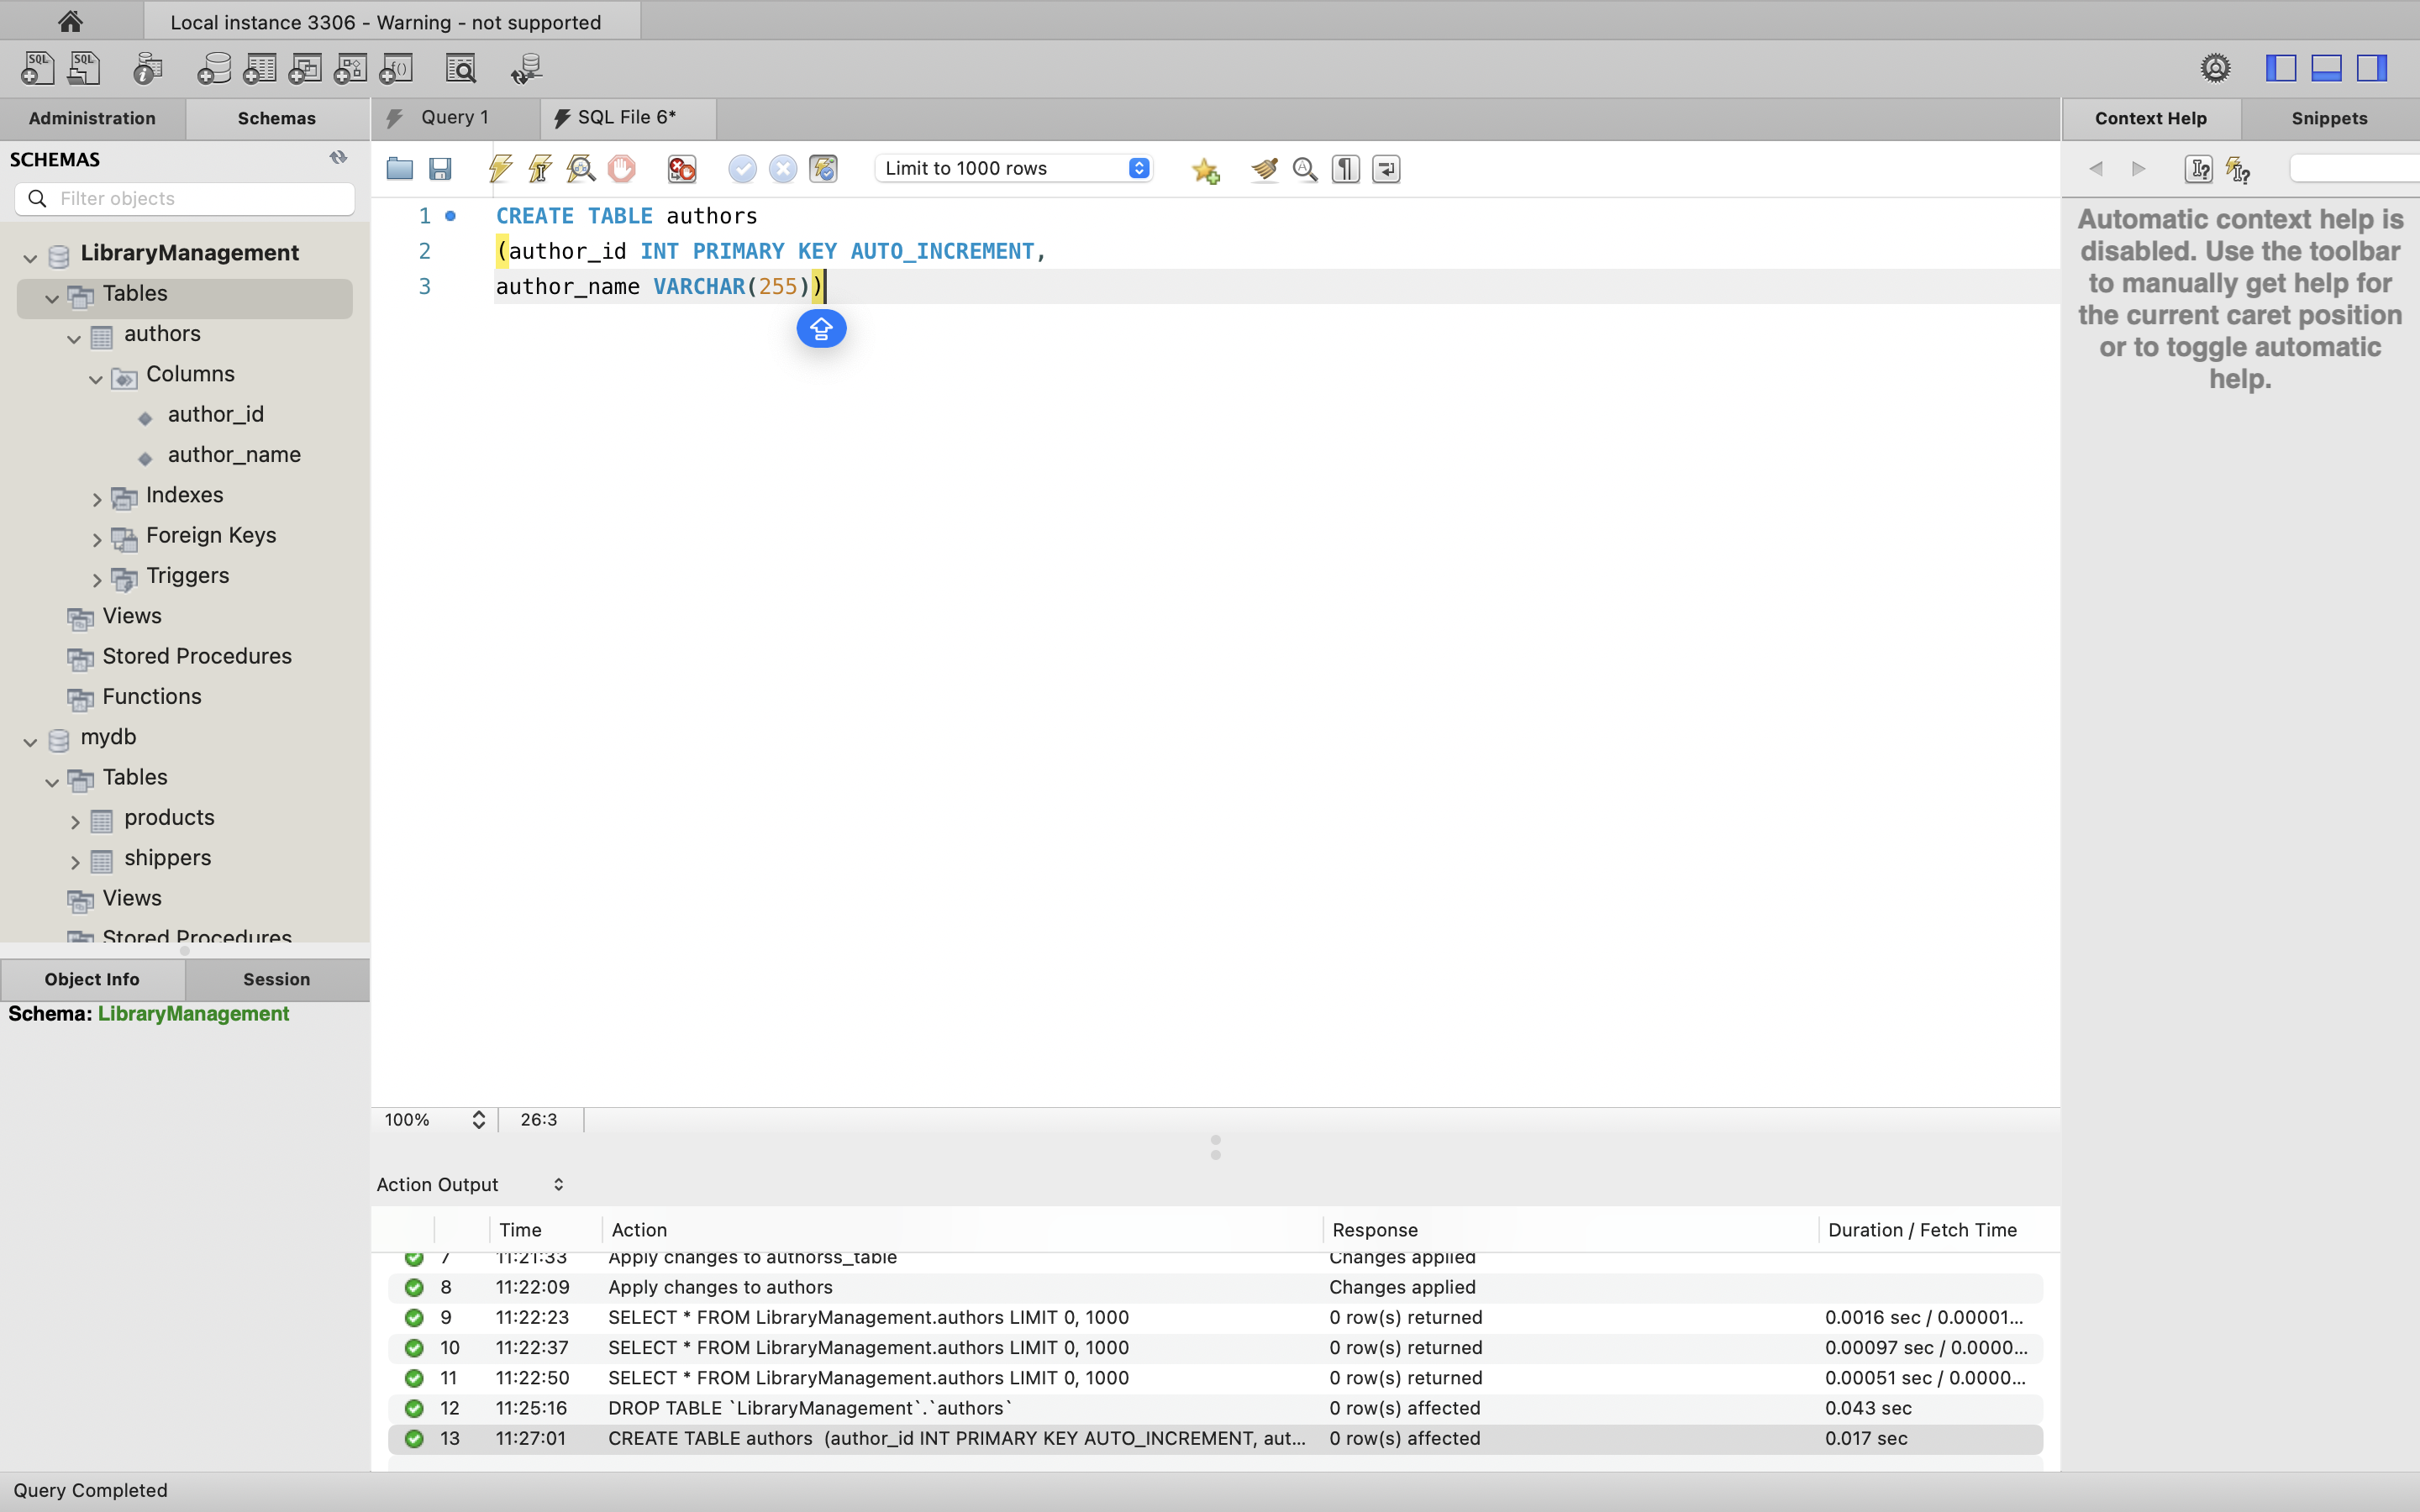 Local instance 3306 - Warning - not supported
SQL
SQL
Administration
Schemas
Query 1
SQL File 6*
Context Help
Snippets
SCHEMAS
Filter objects
Limit to 1000 rows
LibraryManagement
Tables
authors
Columns
author_id
author_name
Indexes
Foreign Keys
Triggers
Views
Stored Procedures
Functions
mydb
Tables
products
shippers
Views
Stored Procedures
1 CREATE TABLE authors
2 (author_id INT PRIMARY KEY AUTO_INCREMENT,
3 author_name VARCHAR(255))
Automatic context help is
disabled. Use the toolbar
to manually get help for
the current caret position
or to toggle automatic
help.
Object Info
Session
Schema: LibraryManagement
100%
26:3
Action Output
Time Action Response Duration / Fetch Time
7 11:21:33 Apply changes to authorss_table Changes applied
8 11:22:09 Apply changes to authors Changes applied
9 11:22:23 SELECT * FROM LibraryManagement.authors LIMIT 0, 1000 0 row(s) returned 0.0016 sec / 0.00001...
10 11:22:37 SELECT * FROM LibraryManagement.authors LIMIT 0, 1000 0 row(s) returned 0.00097 sec / 0.0000...
11 11:22:50 SELECT * FROM LibraryManagement.authors LIMIT 0, 1000 0 row(s) returned 0.00051 sec / 0.0000...
12 11:25:16 DROP TABLE `LibraryManagement`.`authors` 0 row(s) affected 0.043 sec
13 11:27:01 CREATE TABLE authors (author_id INT PRIMARY KEY AUTO_INCREMENT, aut... 0 row(s) affected 0.017 sec
Query Completed